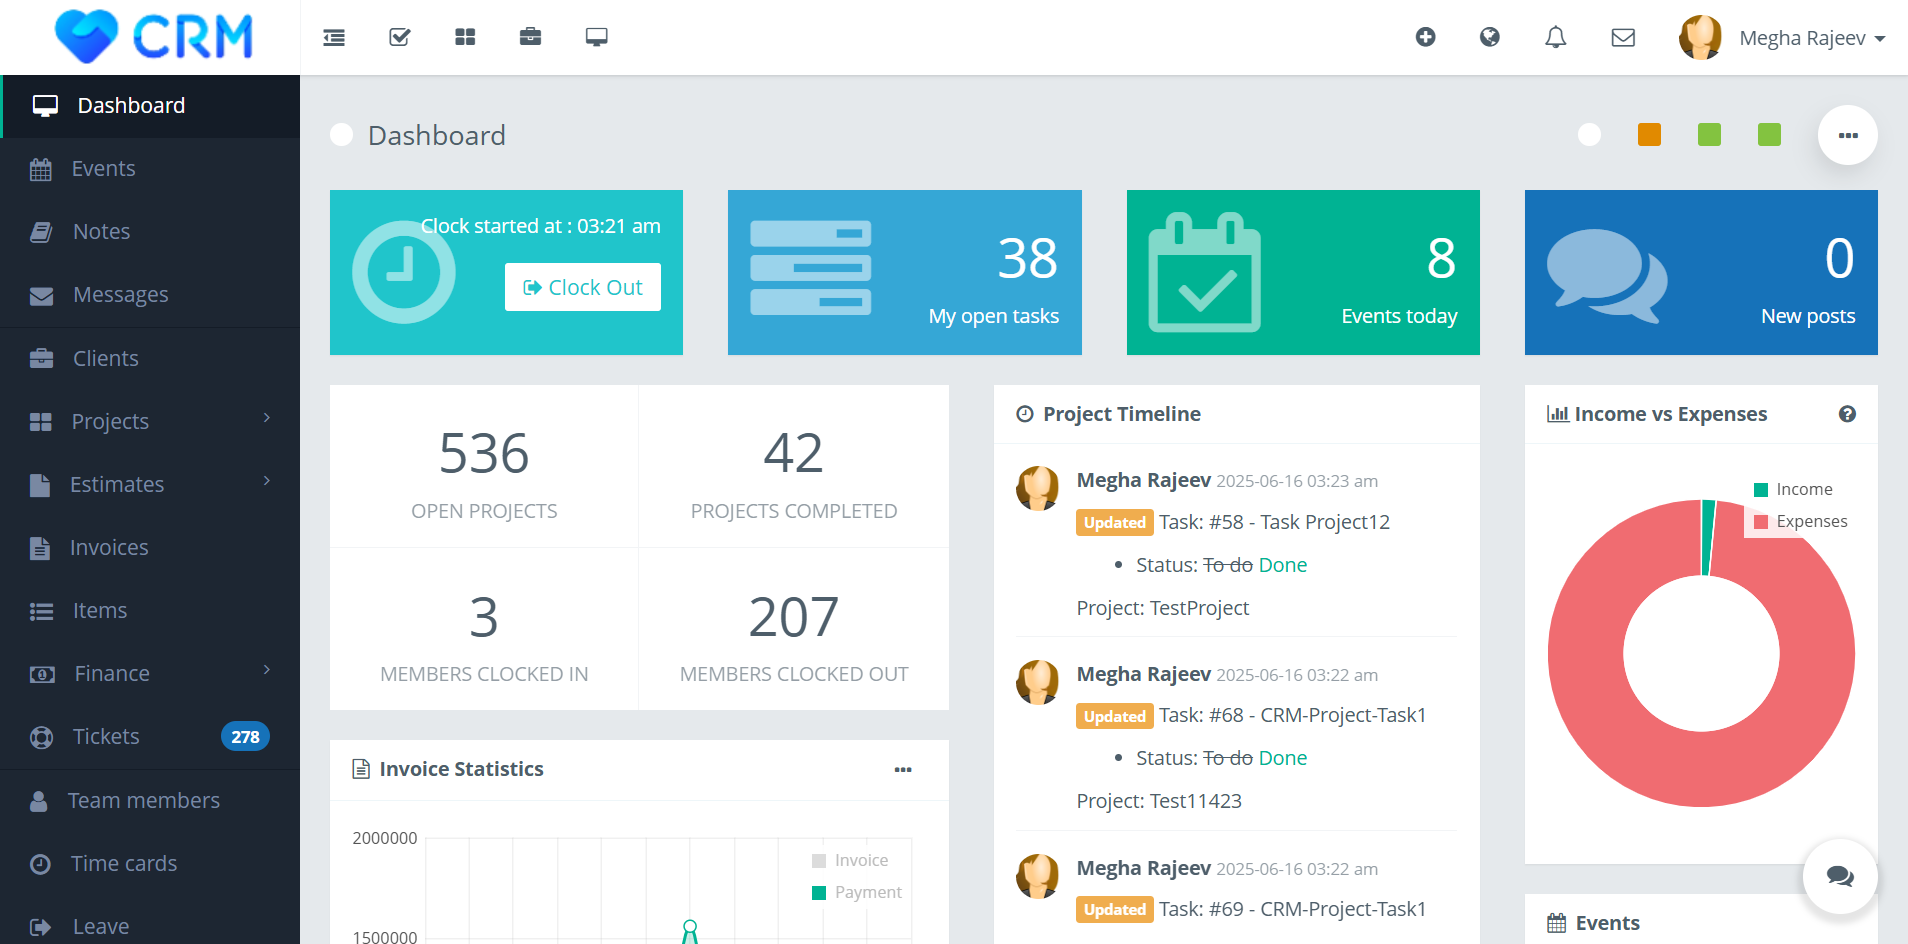 CRM
Megha Rajeev
Dashboard
Events
Notes
Messages
Clients
Projects
Estimates
Invoices
Items
Finance
Tickets 278
Team members
Time cards
Leave
Dashboard
Clock started at : 03:21 am
Clock Out
38
My open tasks
8
Events today
0
New posts
536
OPEN PROJECTS
42
PROJECTS COMPLETED
3
MEMBERS CLOCKED IN
207
MEMBERS CLOCKED OUT
Invoice Statistics
2000000
1500000
Invoice
Payment
Project Timeline
Megha Rajeev 2025-06-16 03:23 am
Updated Task: #58 - Task Project12
• Status: To do Done
Project: TestProject
Megha Rajeev 2025-06-16 03:22 am
Updated Task: #68 - CRM-Project-Task1
• Status: To do Done
Project: Test11423
Megha Rajeev 2025-06-16 03:22 am
Updated Task: #69 - CRM-Project-Task1
Income vs Expenses
Income
Expenses
Events